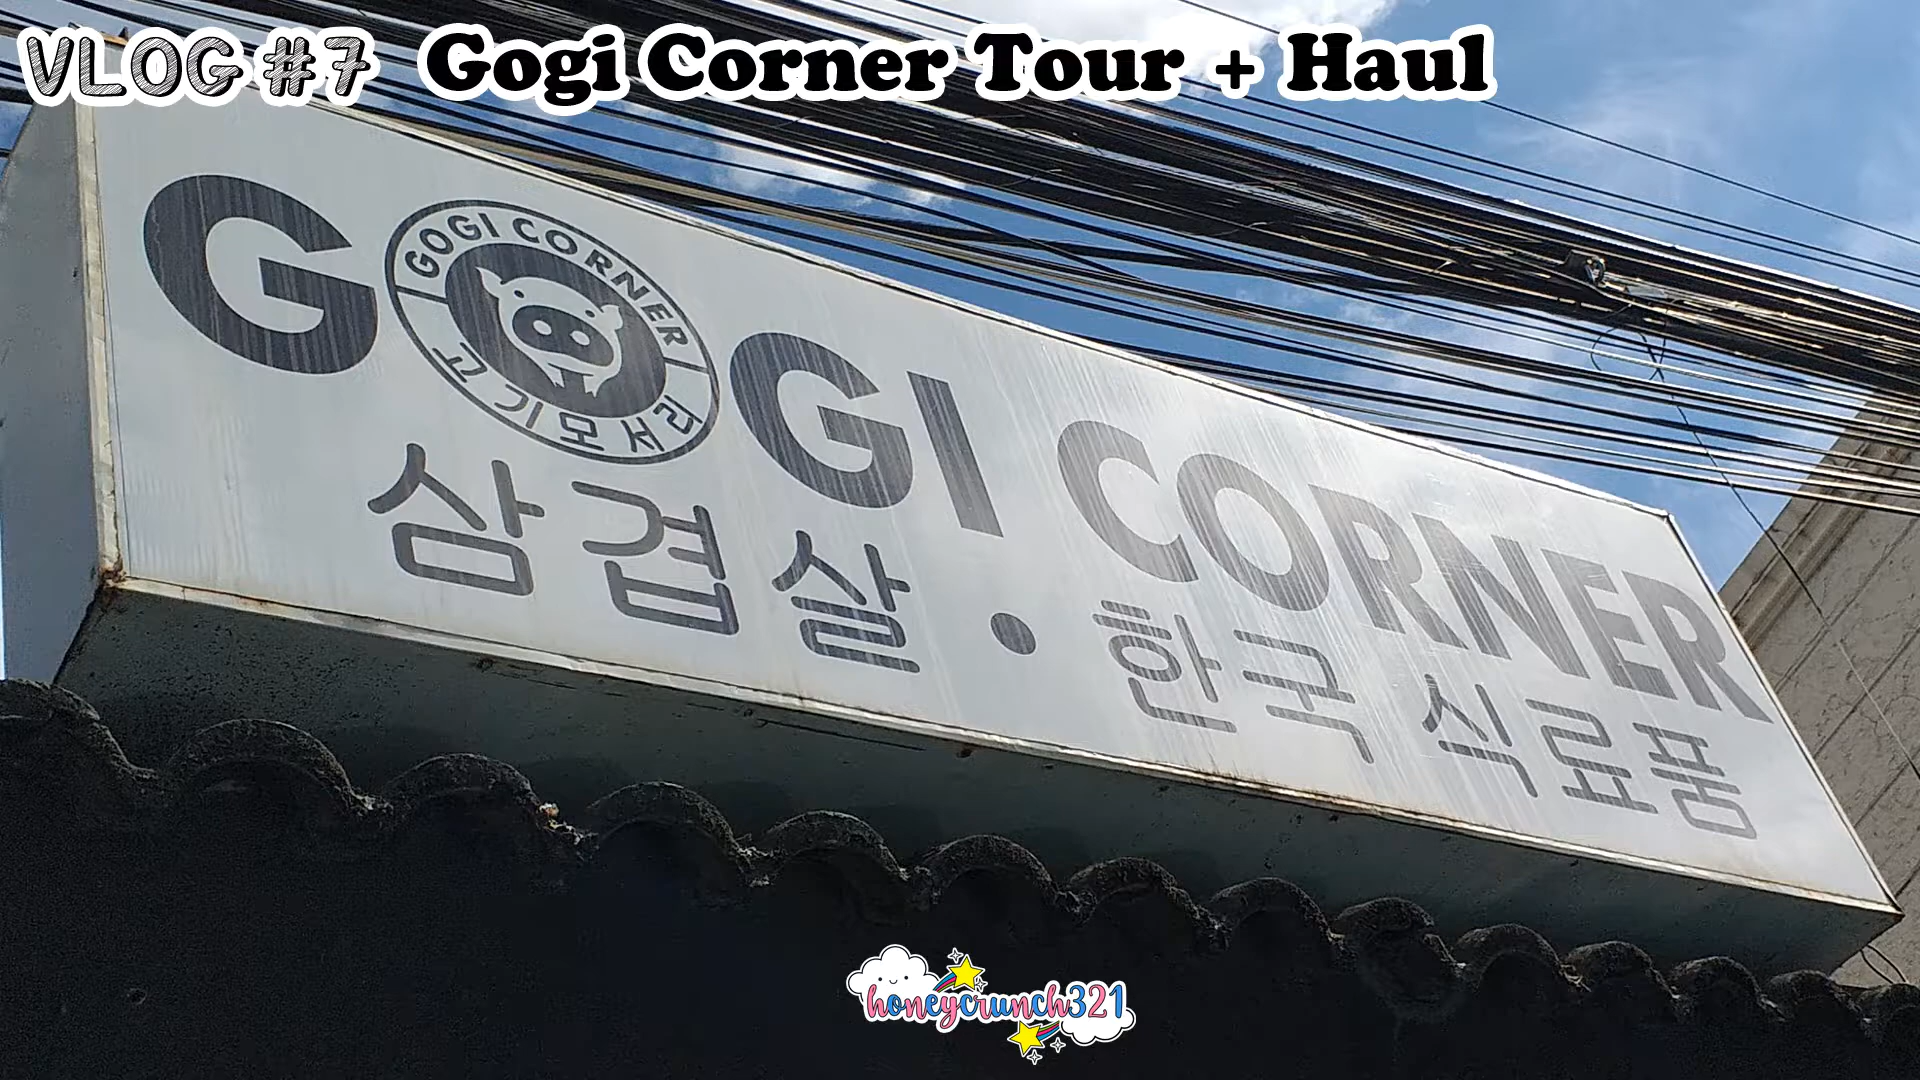 VLOG #7 Gogi Corner Tour + Haul
GOGI CORNER
GOGI CORNER
고기모서리
삼겹살 • 한국 식료품
honeycrunch321